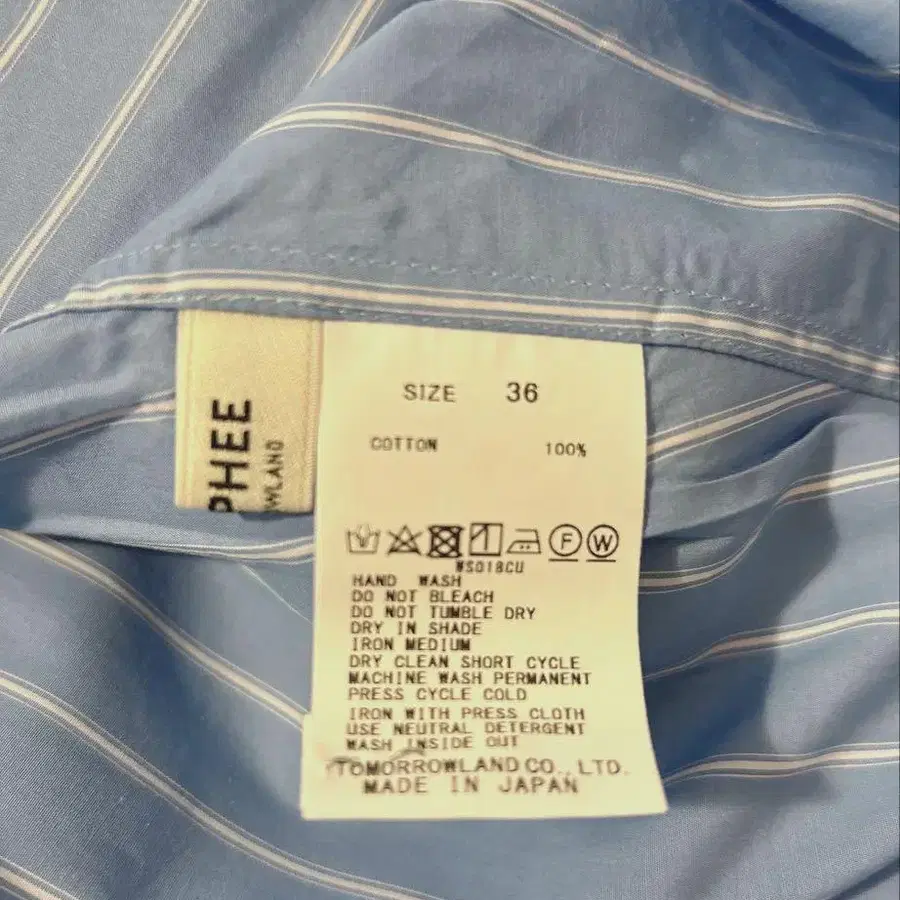 PHEE
WLAND
SIZE 36
COTTON 100%
F W
WS018CU
HAND WASH
DO NOT BLEACH
DO NOT TUMBLE DRY
DRY IN SHADE
IRON MEDIUM
DRY CLEAN SHORT CYCLE
MACHINE WASH PERMANENT
PRESS CYCLE COLD
IRON WITH PRESS CLOTH
USE NEUTRAL DETERGENT
WASH INSIDE OUT
TOMORROWLAND CO., LTD.
MADE IN JAPAN